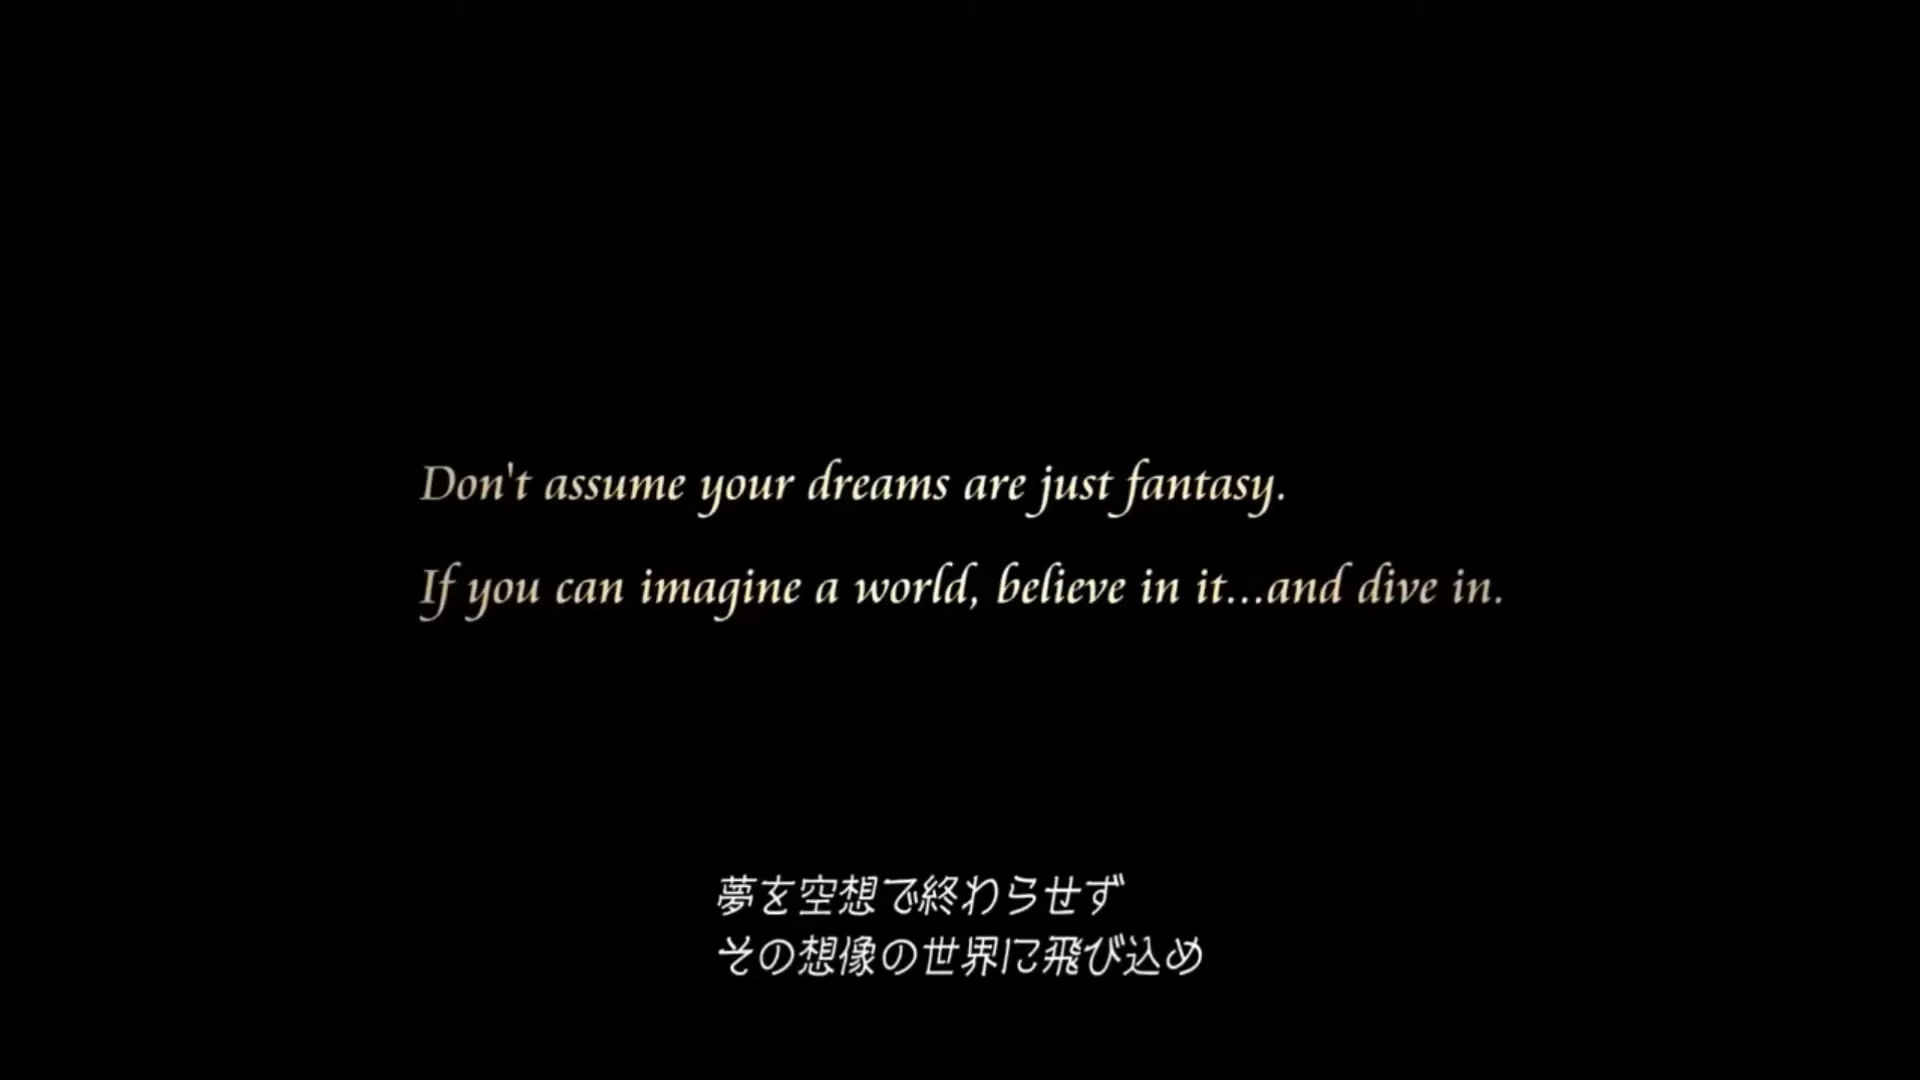 Don't assume your dreams are just fantasy.
If you can imagine a world, believe in it...and dive in.
夢を空想で終わらせず
その想像の世界に飛び込め